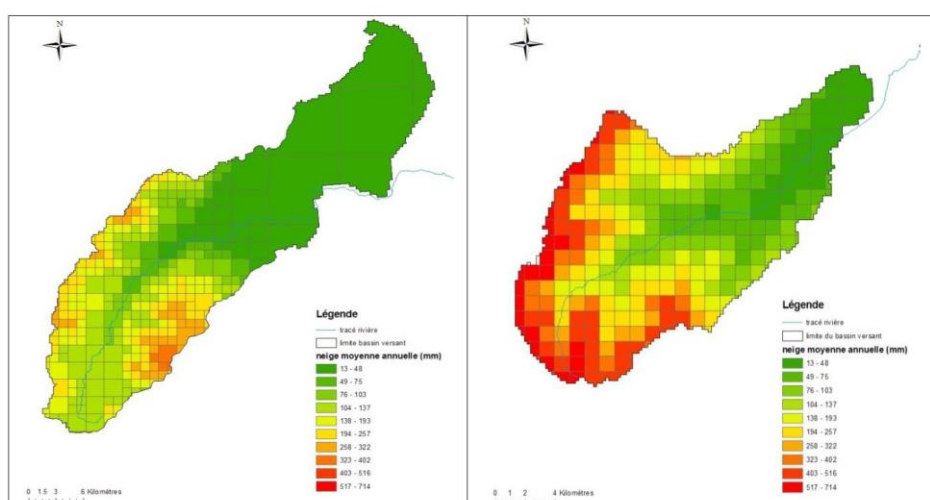 N
Légende
tracé rivière
limite bassin versant
neige moyenne annuelle (mm)
13 - 48
49 - 75
76 - 103
104 - 137
138 - 193
194 - 257
258 - 322
323 - 402
403 - 516
517 - 714
0 1.5 3 6 Kilomètres
N
Légende
tracé rivière
limite du bassin versant
neige moyenne annuelle (mm)
13 - 48
49 - 75
76 - 103
104 - 137
138 - 193
194 - 257
258 - 322
323 - 402
403 - 516
517 - 714
0 1 2 4 Kilomètres